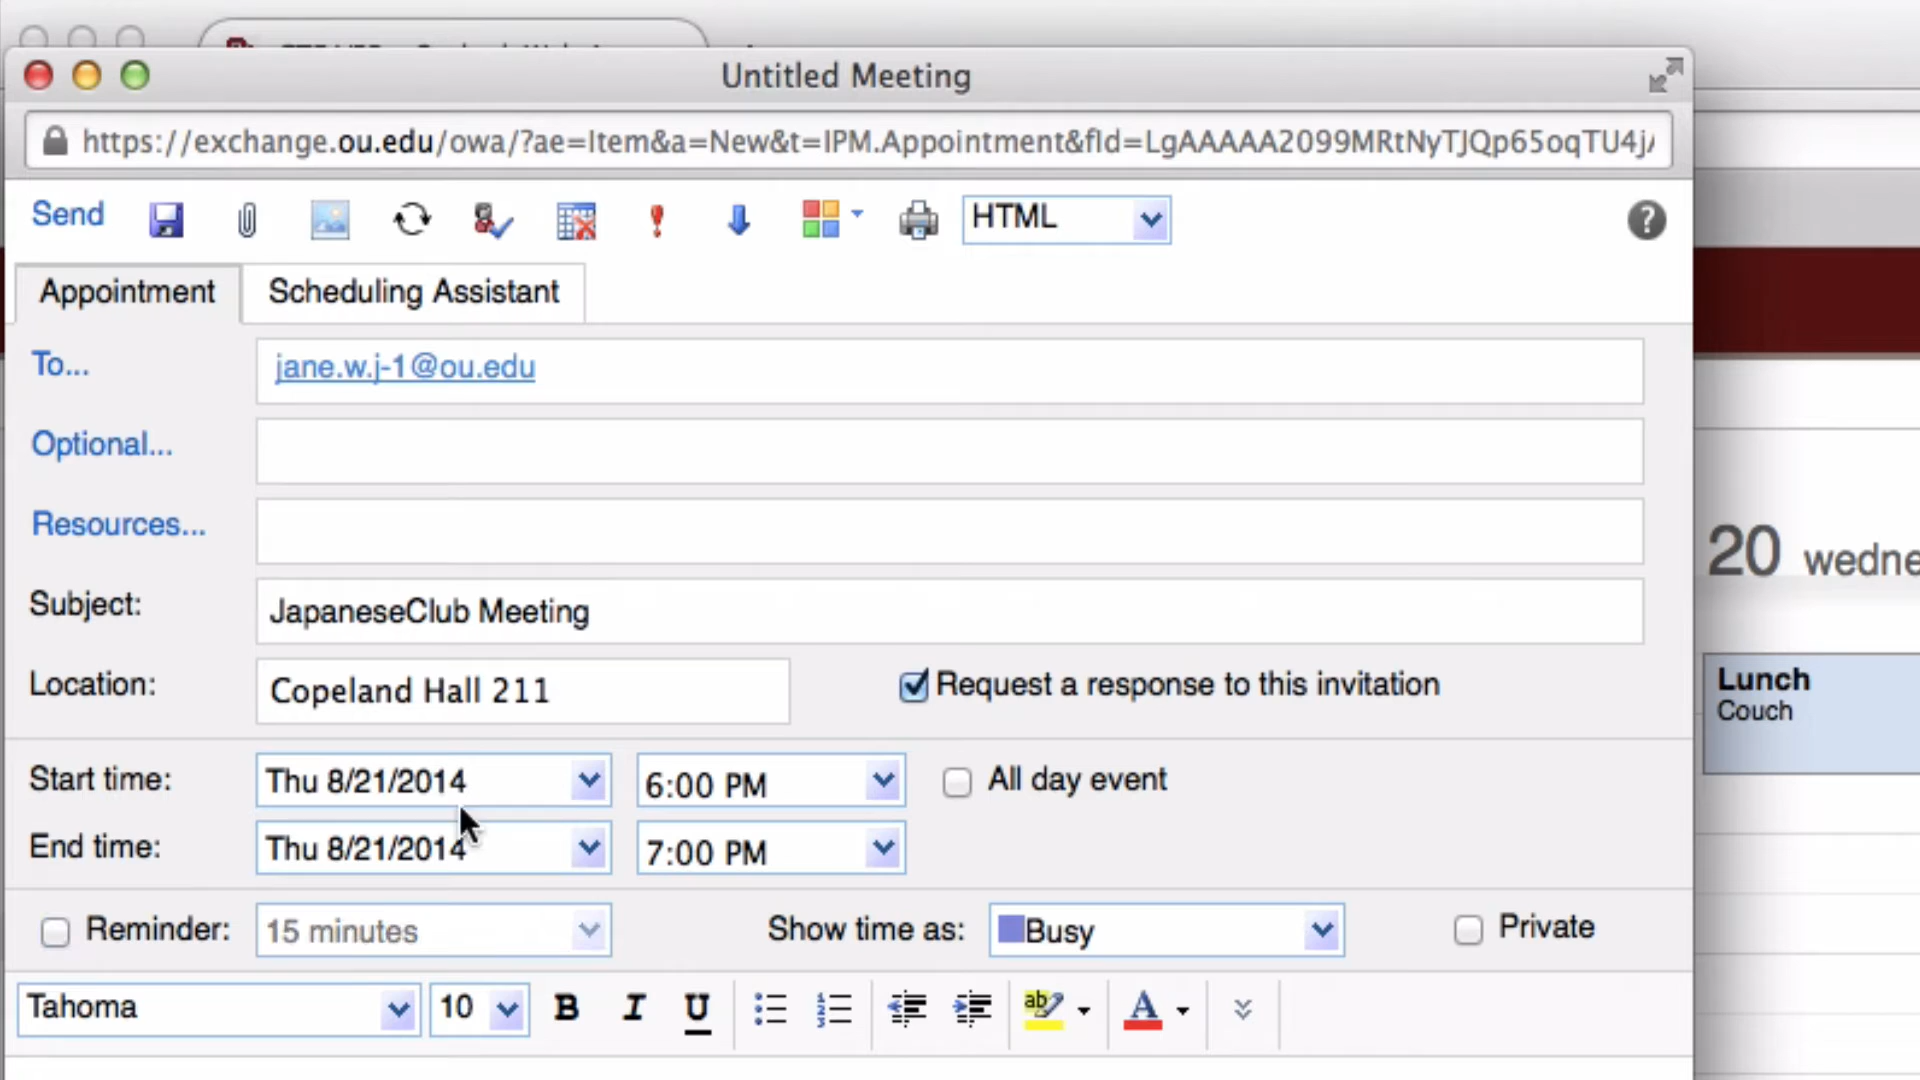 Untitled Meeting
https://exchange.ou.edu/owa/?ae=Item&a=New&t=IPM.Appointment&fId=LgAAAAA2099MRtNyTJQp65oqTU4j
Send
HTML
Appointment
Scheduling Assistant
To...
jane.w.j-1@ou.edu
Optional...
Resources...
Subject:
JapaneseClub Meeting
Location:
Copeland Hall 211
Request a response to this invitation
Start time:
Thu 8/21/2014
6:00 PM
All day event
End time:
Thu 8/21/2014
7:00 PM
Reminder:
15 minutes
Show time as:
Busy
Private
Tahoma
10
B I U
ab
A
20 wedne
Lunch
Couch